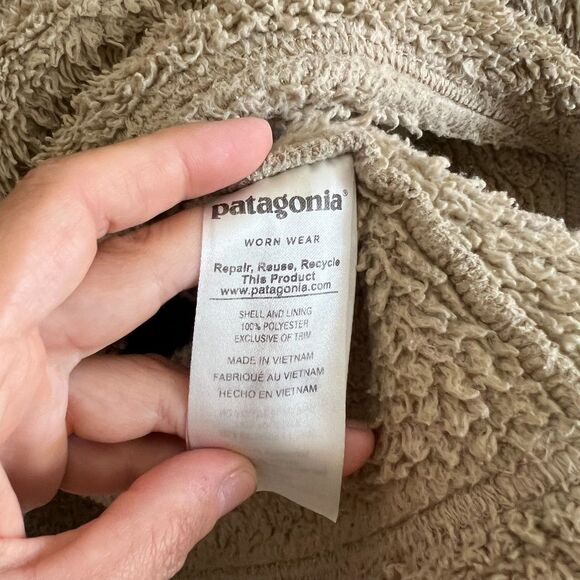 patagonia®
WORN WEAR
Repair, Reuse, Recycle
This Product
www.patagonia.com
SHELL AND LINING
100% POLYESTER
EXCLUSIVE OF TRIM
MADE IN VIETNAM
FABRIQUÉ AU VIETNAM
HECHO EN VIETNAM